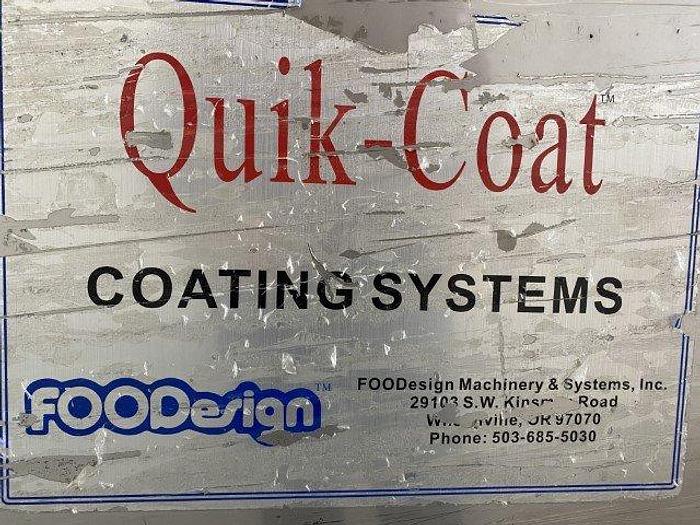 Quik-Coat™
COATING SYSTEMS
FOODesign™
FOODesign Machinery & Systems, Inc.
29103 S.W. Road
OR 97070
Phone: 503-685-5030